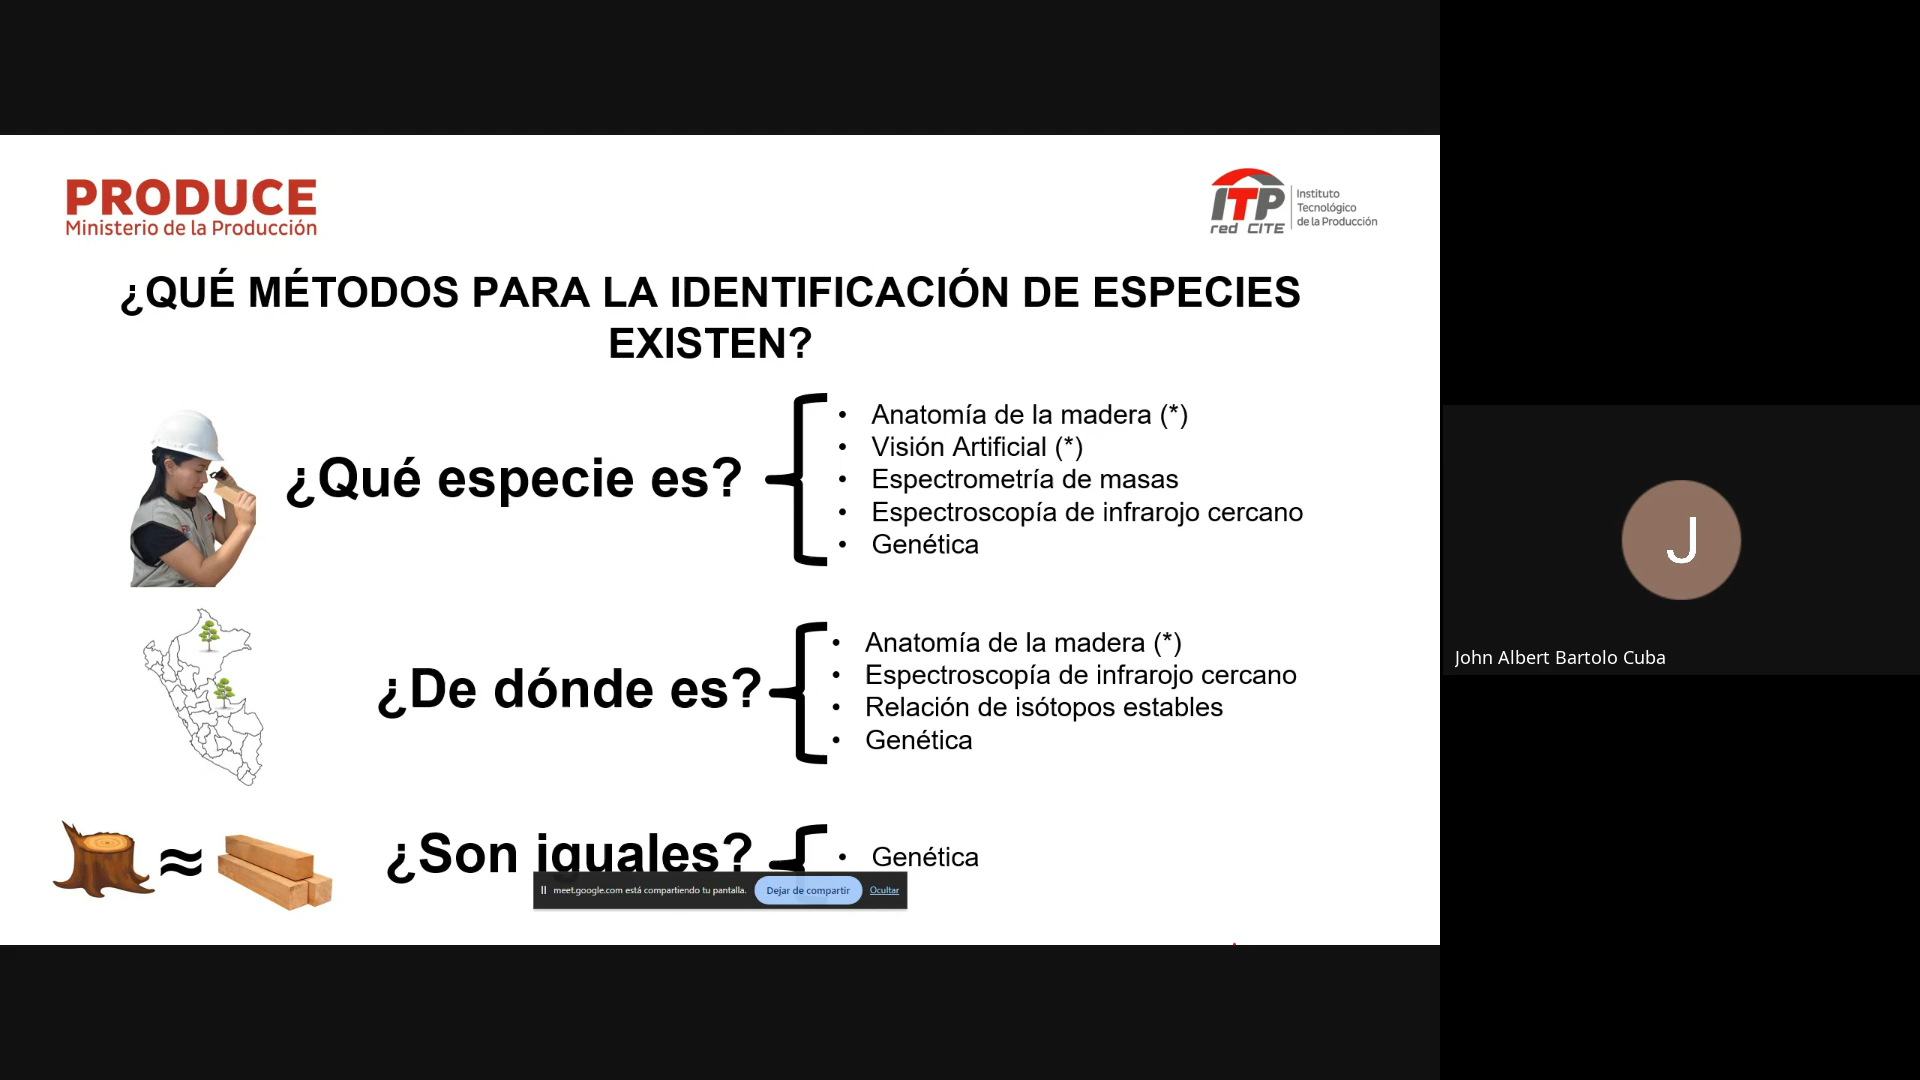 PRODUCE
Ministerio de la Producción
ITP
red CITE
Instituto
Tecnológico
de la Producción
¿QUÉ MÉTODOS PARA LA IDENTIFICACIÓN DE ESPECIES
EXISTEN?
¿Qué especie es?
• Anatomía de la madera (*)
• Visión Artificial (*)
• Espectrometría de masas
• Espectroscopía de infrarojo cercano
• Genética
¿De dónde es?
• Anatomía de la madera (*)
• Espectroscopía de infrarojo cercano
• Relación de isótopos estables
• Genética
≈
¿Son iguales?
• Genética
meet.google.com está compartiendo tu pantalla.
Dejar de compartir
Ocultar
J
John Albert Bartolo Cuba